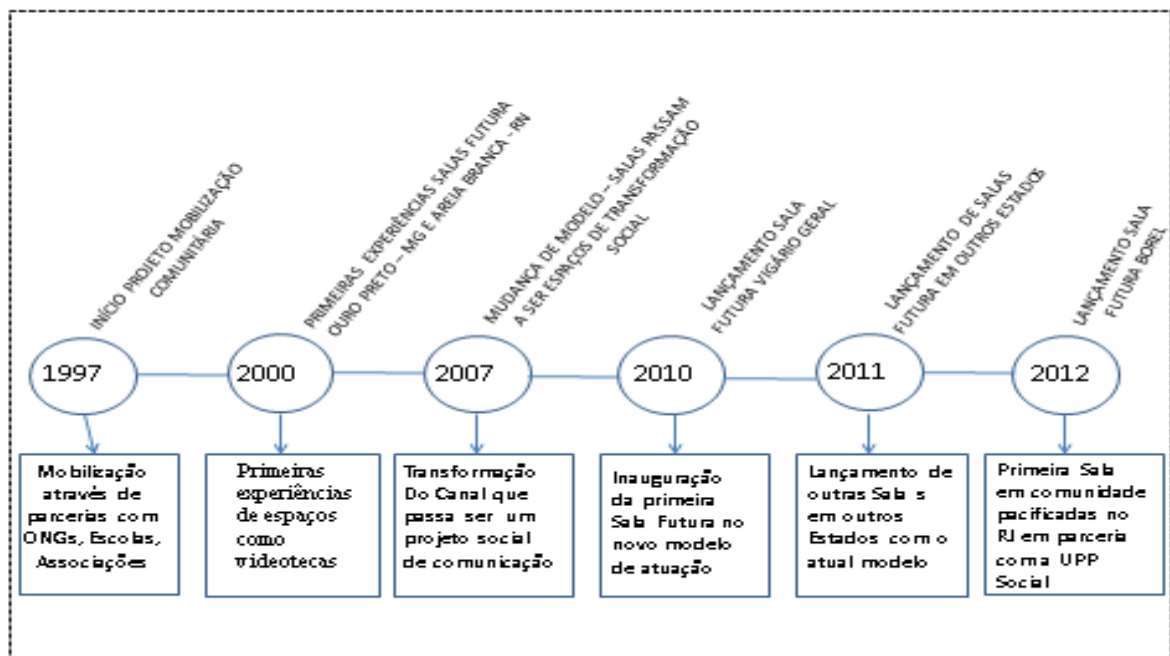 INÍCIO PROJETO MOBILIZAÇÃO
COMUNITÁRIA
PRIMEIRAS EXPERIÊNCIAS SALAS FUTURA
OURO PRETO – MG E AREIA BRANCA - RN
MUDANÇA DE MODELO – SALAS PASSAM
A SER ESPAÇOS DE TRANSFORMAÇÃO
SOCIAL
LANÇAMENTO SALA
FUTURA VIGÁRIO GERAL
LANÇAMENTO DE SALAS
FUTURA EM OUTROS ESTADOS
LANÇAMENTO SALA
FUTURA BOREL
1997
2000
2007
2010
2011
2012
Mobilização
através de
parcerias com
ONGs, Escolas,
Associações
Primeiras
experiências
de espaços
como
videotecas
Transformação
Do Canal que
passa ser um
projeto social
de comunicação
Inauguração
da primeira
Sala Futura no
novo modelo
de atuação
Lançamento de
outras Sala s
em outros
Estados com o
atual modelo
Primeira Sala
em comunidade
pacificadas no
RJ em parceria
com a UPP
Social